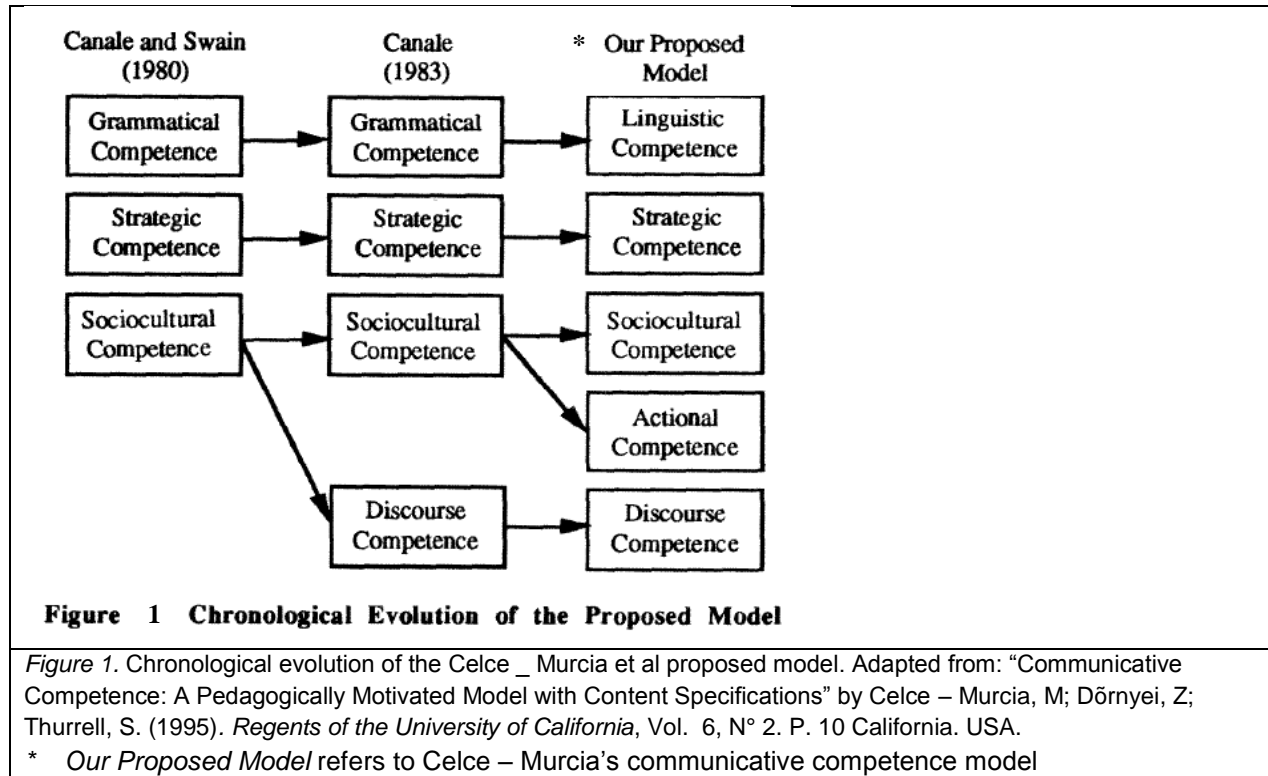 Canale and Swain
(1980)
Canale
(1983)
* Our Proposed
Model
Grammatical
Competence
Grammatical
Competence
Linguistic
Competence
Strategic
Competence
Strategic
Competence
Strategic
Competence
Sociocultural
Competence
Sociocultural
Competence
Sociocultural
Competence
Actional
Competence
Discourse
Competence
Discourse
Competence
Figure 1 Chronological Evolution of the Proposed Model
Figure 1. Chronological evolution of the Celce _ Murcia et al proposed model. Adapted from: “Communicative
Competence: A Pedagogically Motivated Model with Content Specifications” by Celce – Murcia, M; Dõrnyei, Z;
Thurrell, S. (1995). Regents of the University of California, Vol. 6, N° 2. P. 10 California. USA.
* Our Proposed Model refers to Celce – Murcia’s communicative competence model